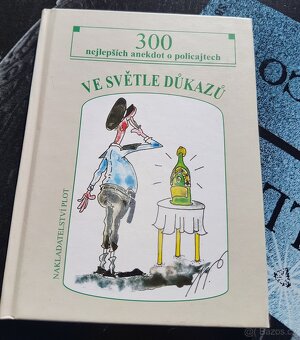 300
nejlepších anekdot o policajtech
VE SVĚTLE DŮKAZŮ
NAKLADATELSTVÍ PLOT